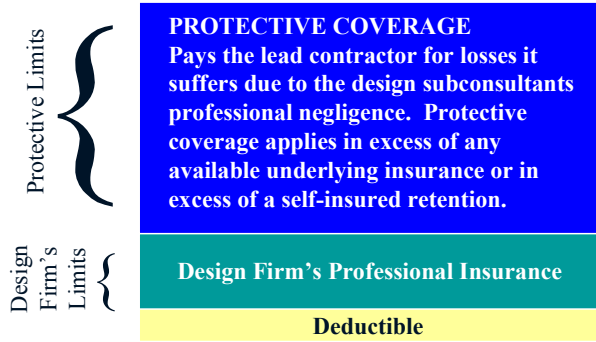 Protective Limits
PROTECTIVE COVERAGE
Pays the lead contractor for losses it
suffers due to the design subconsultants
professional negligence.  Protective
coverage applies in excess of any
available underlying insurance or in
excess of a self-insured retention.
Design
Firm's
Limits
Design Firm's Professional Insurance
Deductible